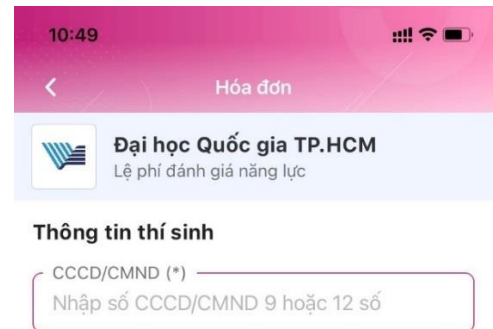 10:49
Hóa đơn
Đại học Quốc gia TP.HCM
Lệ phí đánh giá năng lực
Thông tin thí sinh
CCCD/CMND (*)
Nhập số CCCD/CMND 9 hoặc 12 số